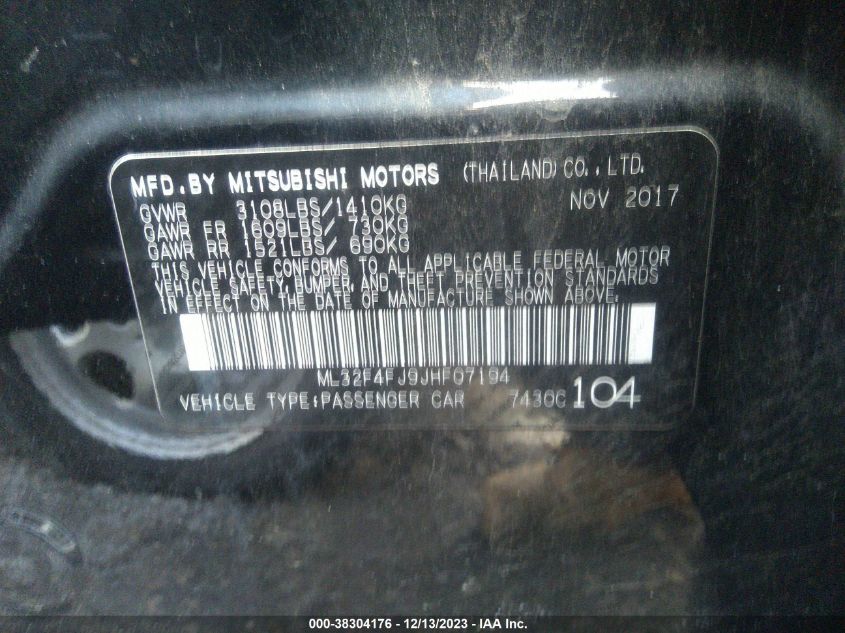 MFD. BY MITSUBISHI MOTORS (THAILAND) CO., LTD.
GVWR 3108LBS/1410KG NOV 2017
GAWR FR 1609LBS/ 730KG
GAWR RR 1521LBS/ 690KG
THIS VEHICLE CONFORMS TO ALL APPLICABLE FEDERAL MOTOR
VEHICLE SAFETY, BUMPER, AND THEFT PREVENTION STANDARDS
IN EFFECT ON THE DATE OF MANUFACTURE SHOWN ABOVE.
ML32F4FJ9JHF07194
VEHICLE TYPE:PASSENGER CAR 7430C 104
000-38304176 - 12/13/2023 - IAA Inc.